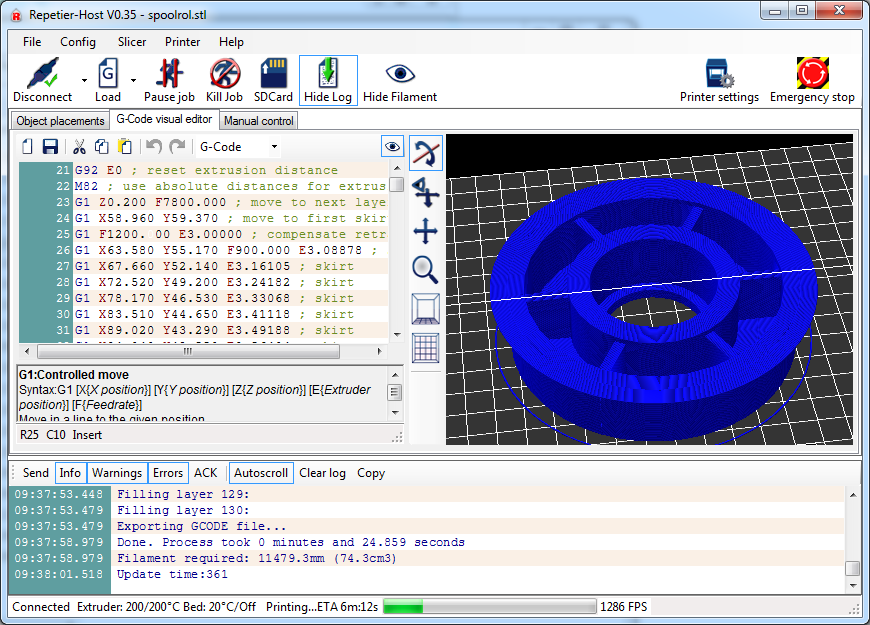 Repetier-Host V0.35 - spoolrol.stl
File Config Slicer Printer Help
Disconnect Load Pause job Kill Job SDCard Hide Log Hide Filament Printer settings Emergency stop
Object placements G-Code visual editor Manual control
G-Code
21 G92 E0 ; reset extrusion distance
22 M82 ; use absolute distances for extrus
23 G1 Z0.200 F7800.000 ; move to next laye
24 G1 X58.960 Y59.370 ; move to first skir
25 G1 F1200. 00 E3.00000 ; compensate retr
26 G1 X63.580 Y55.170 F900.000 E3.08878 ;
27 G1 X67.660 Y52.140 E3.16105 ; skirt
28 G1 X72.520 Y49.200 E3.24182 ; skirt
29 G1 X78.170 Y46.530 E3.33068 ; skirt
30 G1 X83.510 Y44.650 E3.41118 ; skirt
31 G1 X89.020 Y43.290 E3.49188 ; skirt
G1:Controlled move
Syntax:G1 [X{X position}] [Y{Y position}] [Z{Z position}] [E{Extruder
position}] [F{Feedrate}]
Move in a line to the given position
R25 C10 Insert
Send Info Warnings Errors ACK Autoscroll Clear log Copy
09:37:53.448 Filling layer 129:
09:37:53.479 Filling layer 130:
09:37:53.479 Exporting GCODE file...
09:37:58.979 Done. Process took 0 minutes and 24.859 seconds
09:37:58.979 Filament required: 11479.3mm (74.3cm3)
09:38:01.518 Update time:361
Connected Extruder: 200/200°C Bed: 20°C/Off Printing...ETA 6m:12s 1286 FPS